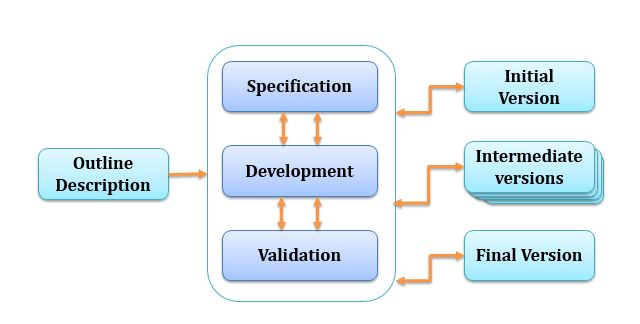 Outline
Description
Specification
Development
Validation
Initial
Version
Intermediate
versions
Final Version